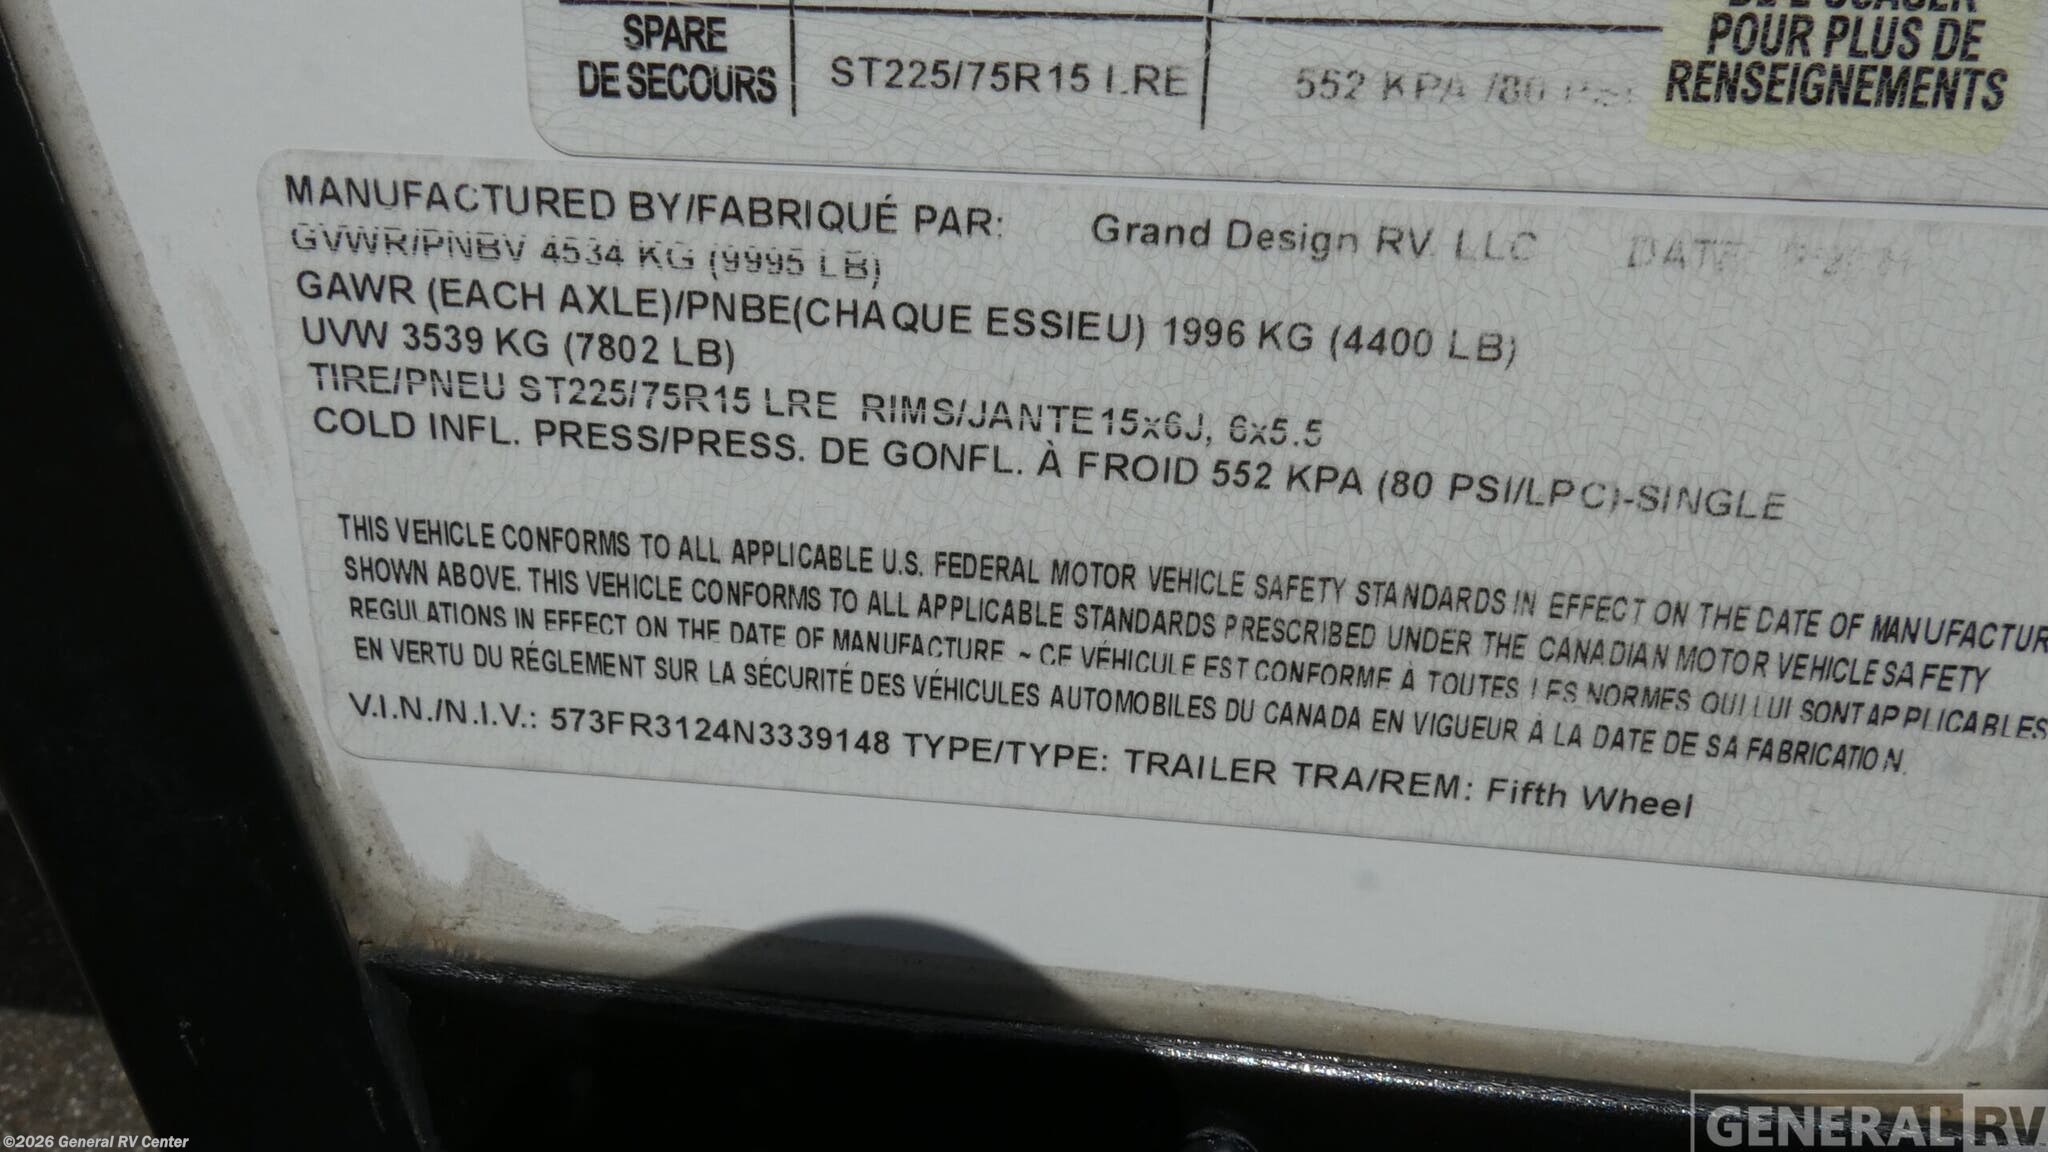 DE L'USAGER
POUR PLUS DE
RENSEIGNEMENTS
SPARE
DE SECOURS
ST225/75R15 LRE
552 KPA /80 PSI
MANUFACTURED BY/FABRIQUÉ PAR: Grand Design RV, LLC DATE
GVWR/PNBV 4534 KG (9995 LB)
GAWR (EACH AXLE)/PNBE(CHAQUE ESSIEU) 1996 KG (4400 LB)
UVW 3539 KG (7802 LB)
TIRE/PNEU ST225/75R15 LRE RIMS/JANTE15x6J, 6x5.5
COLD INFL. PRESS/PRESS. DE GONFL. À FROID 552 KPA (80 PSI/LPC)-SINGLE
THIS VEHICLE CONFORMS TO ALL APPLICABLE U.S. FEDERAL MOTOR VEHICLE SAFETY STANDARDS IN EFFECT ON THE DATE OF MANUFACTUR
SHOWN ABOVE. THIS VEHICLE CONFORMS TO ALL APPLICABLE STANDARDS PRESCRIBED UNDER THE CANADIAN MOTOR VEHICLE SAFETY
REGULATIONS IN EFFECT ON THE DATE OF MANUFACTURE ~ CE VÉHICULE EST CONFORME À TOUTES LES NORMES QUI LUI SONT APPLICABLES
EN VERTU DU RÉGLEMENT SUR LA SÉCURITÉ DES VÉHICULES AUTOMOBILES DU CANADA EN VIGUEUR À LA DATE DE SA FABRICATION.
V.I.N./N.I.V.: 573FR3124N3339148 TYPE/TYPE: TRAILER TRA/REM: Fifth Wheel
©2026 General RV Center
GENERAL RV